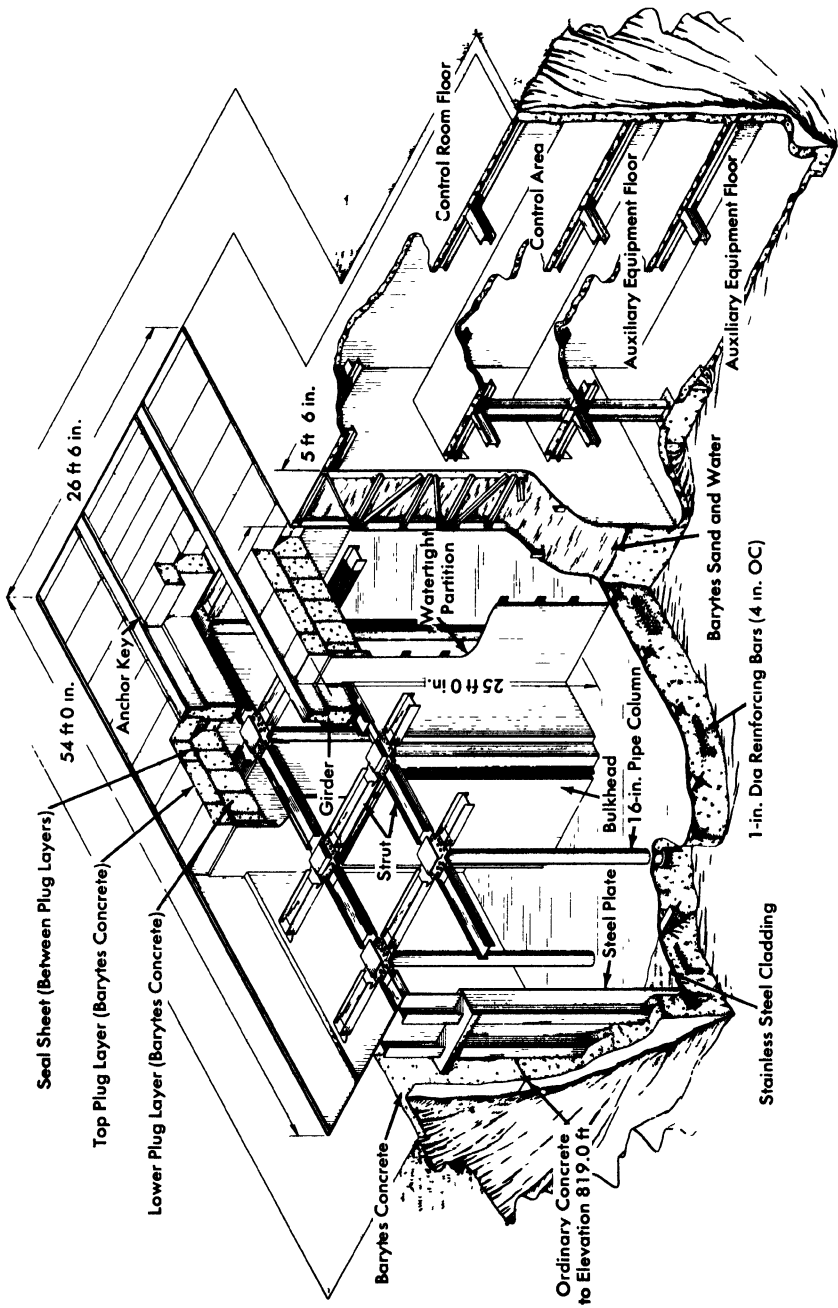 Seal Sheet (Between Plug Layers)
Top Plug Layer (Barytes Concrete)
Lower Plug Layer (Barytes Concrete)
54 ft 0 in.
26 ft 6 in.
Anchor Key
5 ft 6 in.
Control Room Floor
Control Area
Auxiliary Equipment Floor
Auxiliary Equipment Floor
Girder
Strut
Watertight
Partition
25 ft 0 in.
Bulkhead
16-in. Pipe Column
Steel Plate
Barytes Concrete
Ordinary Concrete
to Elevation 819.0 ft
Stainless Steel Cladding
1-in. Dia Reinforcing Bars (4 in. OC)
Barytes Sand and Water